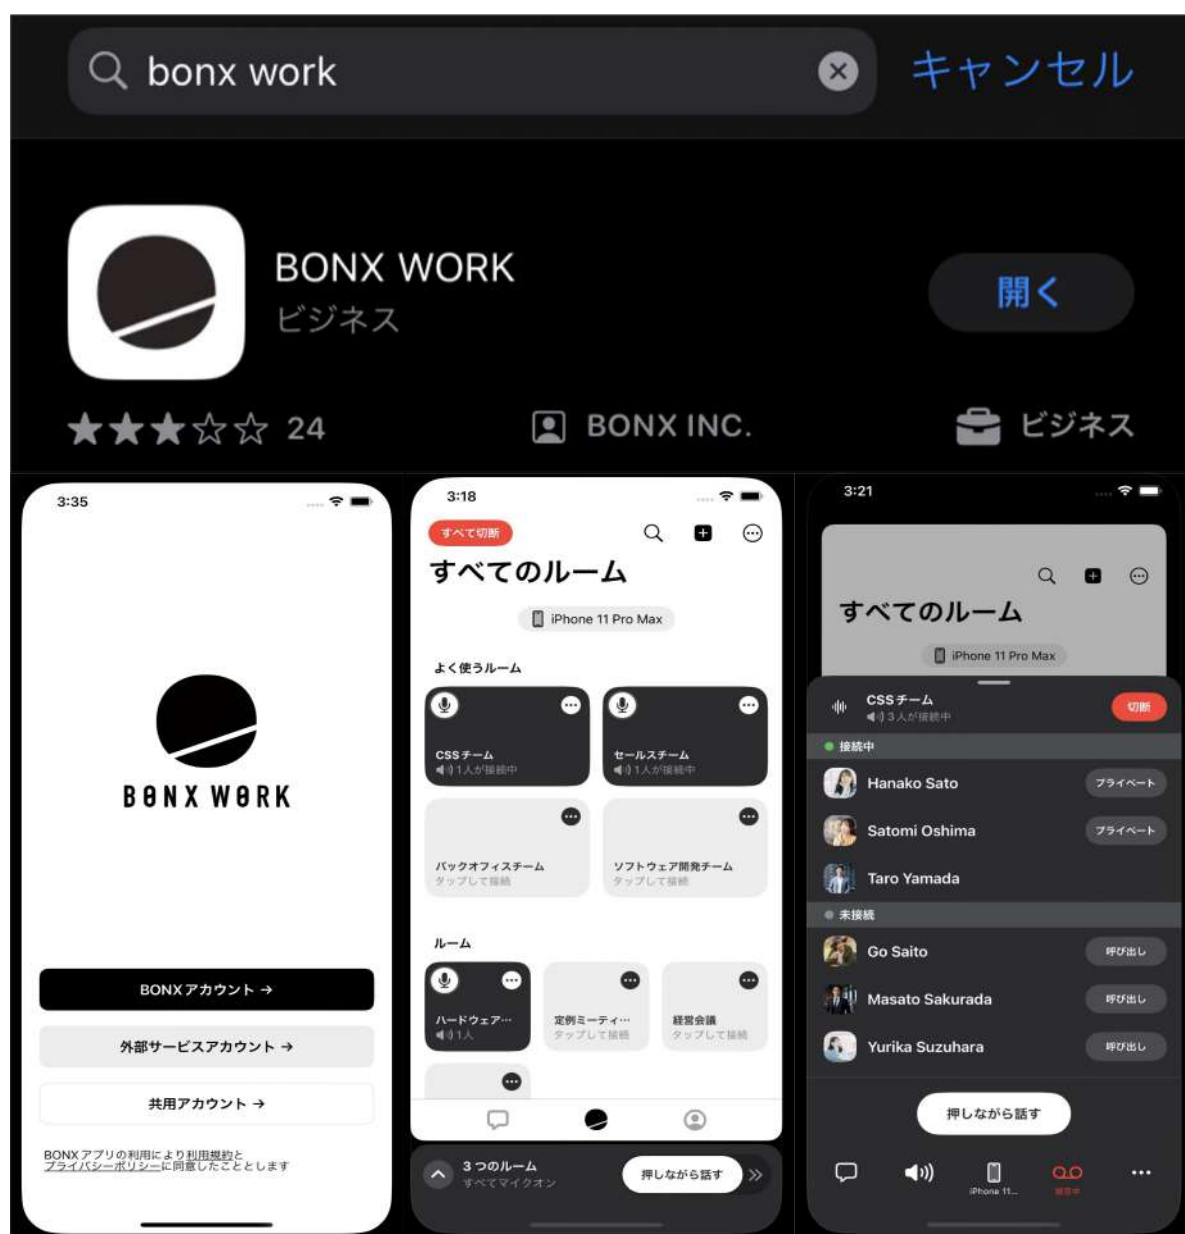 bonx work
キャンセル
BONX WORK
ビジネス
開く
★★★☆☆ 24
BONX INC.
ビジネス
3:35
BONX WORK
BONXアカウント →
外部サービスアカウント →
共用アカウント →
BONXアプリの利用により利用規約と
プライバシーポリシーに同意したこととします
3:18
すべて切断
すべてのルーム
iPhone 11 Pro Max
よく使うルーム
CSSチーム
1人が接続中
セールスチーム
1人が接続中
バックオフィスチーム
タップして接続
ソフトウェア開発チーム
タップして接続
ルーム
ハードウェア…
1人
定例ミーティ…
タップして接続
経営会議
タップして接続
3つのルーム
すべてマイクオン
押しながら話す
3:21
すべてのルーム
iPhone 11 Pro Max
CSSチーム
3人が接続中
切断
接続中
Hanako Sato
プライベート
Satomi Oshima
プライベート
Taro Yamada
未接続
Go Saito
呼び出し
Masato Sakurada
呼び出し
Yurika Suzuhara
呼び出し
押しながら話す
iPhone 11...
録音中